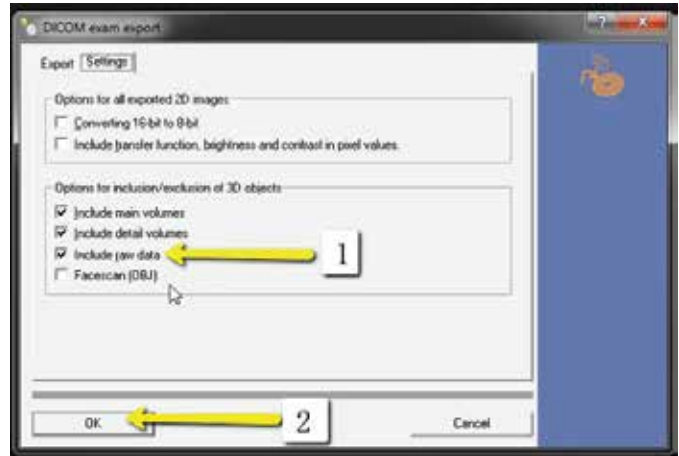 DICOM exam export
Export Settings
Options for all exported 2D images
Converting 16-bit to 8-bit
Include transfer function, brightness and contrast in pixel values.
Options for inclusion/exclusion of 3D objects
Include main volumes
Include detail volumes
Include raw data
1
Facescan (OBJ)
OK
2
Cancel